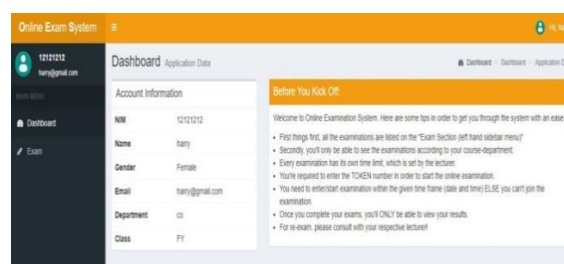 Online Exam System
Hi, ha
12121212
harry@gmail.com
MAIN MENU
Dashboard
Exam
Dashboard Application Data
Dashboard - Dashboard - Application D
Account Information
NIM 12121212
Name harry
Gender Female
Email harry@gmail.com
Department co
Class FY
Before You Kick Off!
Welcome to Online Examination System. Here are some tips in order to get you through the system with an ease
• First things first, all the examinations are listed on the "Exam Section (left hand sidebar menu)"
• Secondly, you'll only be able to see the examinations according to your course-department.
• Every examination has its own time limit, which is set by the lecturer.
• You're required to enter the TOKEN number in order to start the online examination.
• You need to enter/start examination within the given time frame (date and time) ELSE you can't join the
examination.
• Once you complete your exams, you'll ONLY be able to view your results.
• For re-exam, please consult with your respective lecturer!